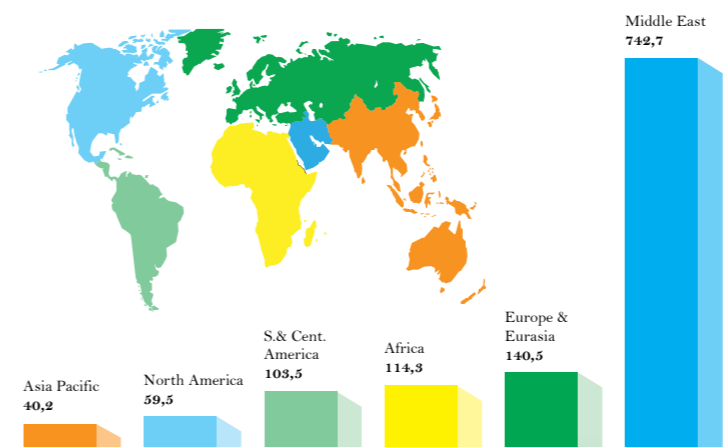 Middle East
742,7
Europe &
Eurasia
140,5
S.& Cent.
America
103,5
Africa
114,3
North America
59,5
Asia Pacific
40,2